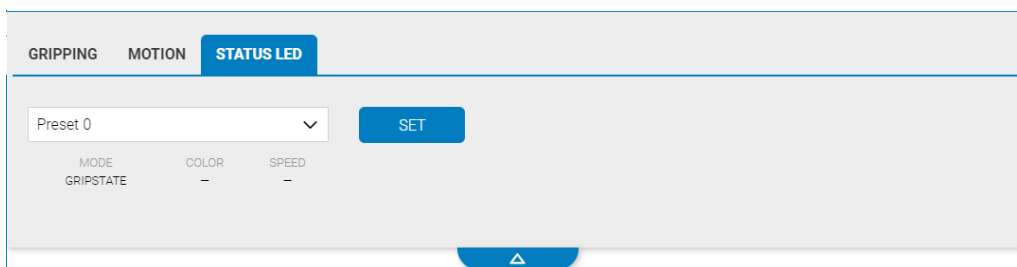 GRIPPING MOTION STATUS LED
Preset 0 SET
MODE COLOR SPEED
GRIPSTATE – –